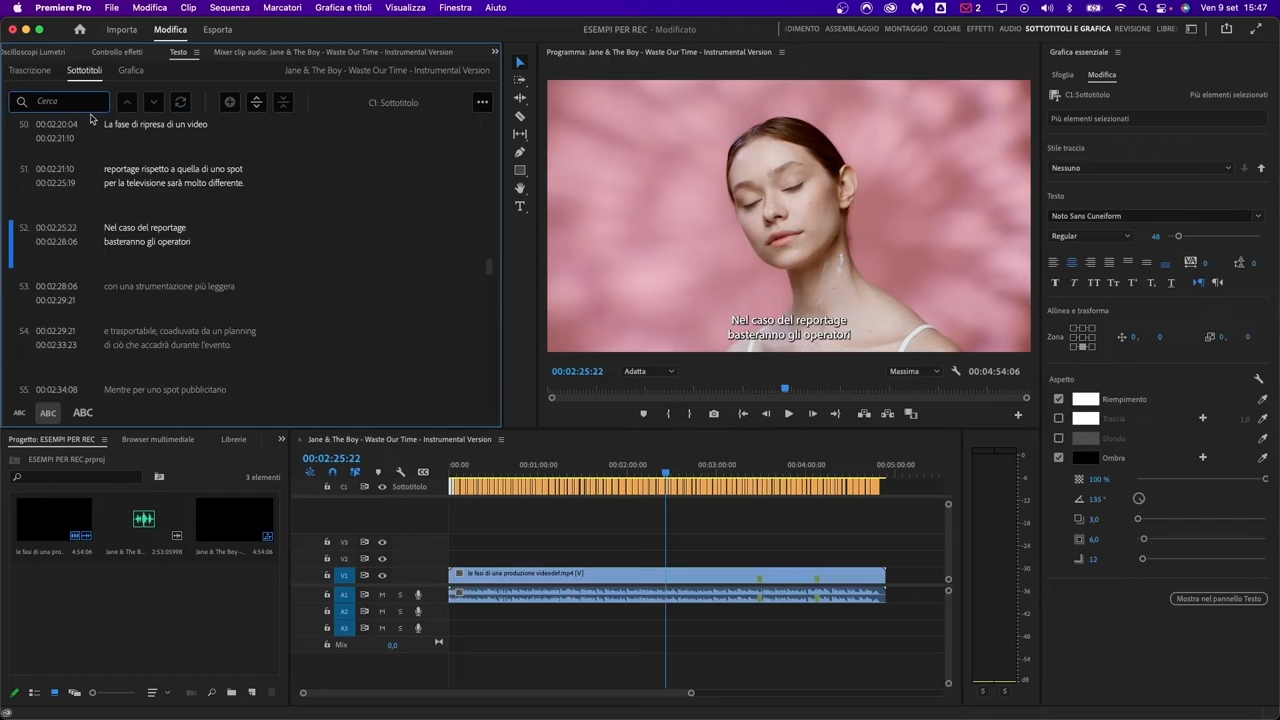 Premiere Pro File Modifica Clip Sequenza Marcatori Grafica e titoli Visualizza Finestra Aiuto
2
Ven 9 set 15:47
Importa Modifica Esporta
ESEMPI PER REC - Modificato
ASSEMBLAGGIO MONTAGGIO COLORE EFFETTI AUDIO SOTTOTITOLI E GRAFICA REVISIONE
Oscilloscopi Lumetri Controllo effetti Testo Mixer clip audio: Jane & The Boy - Waste Our Time - Instrumental Version
Trascrizione Sottotitoli Grafica Jane & The Boy - Waste Our Time - Instrumental Version
Cerca
C1: Sottotitolo
50. 00:02:20:04 La fase di ripresa di un video
00:02:21:10
51. 00:02:21:10 reportage rispetto a quella di uno spot
00:02:25:19 per la televisione sarà molto differente.
52. 00:02:25:22 Nel caso del reportage
00:02:28:06 basteranno gli operatori
53. 00:02:28:06 con una strumentazione più leggera
00:02:29:21
54. 00:02:29:21 e trasportabile, coadiuvata da un planning
00:02:33:23 di ciò che accadrà durante l'evento.
55. 00:02:34:08 Mentre per uno spot pubblicitario
ABC ABC ABC
Programma: Jane & The Boy - Waste Our Time - Instrumental Version
Nel caso del reportage
basteranno gli operatori
00:02:25:22 Adatta Massima 00:04:54:06
Grafica essenziale
Sfoglia Modifica
C1:Sottotitolo Più elementi selezionati
Più elementi selezionati
Stile traccia
Nessuno
Testo
Noto Sans Cuneiform
Regular 48
0 0
Allinea e trasforma
Zona 0, 0 0, 0
Aspetto
Riempimento
Traccia 1,0
Sfondo
Ombra
100 %
135 °
3,0
6,0
12
Mostra nel pannello Testo
Progetto: ESEMPI PER REC Browser multimediale Librerie
ESEMPI PER REC.prproj
3 elementi
le fasi di una pro... 4:54:06 Jane & The B... 2:53:05998 Jane & The Boy -... 4:54:06
Jane & The Boy - Waste Our Time - Instrumental Version
00:02:25:22
:00:00 00:01:00:00 00:02:00:00 00:03:00:00 00:04:00:00 00:05:00:00
C1 Sottotitolo
V3
V2
V1 le fasi di una produzione videodef.mp4 [V]
A1 M S
A2 M S
A3 M S
Mix 0,0
0
-6
-12
-18
-24
-30
-36
-42
-48
-54
dB
S S